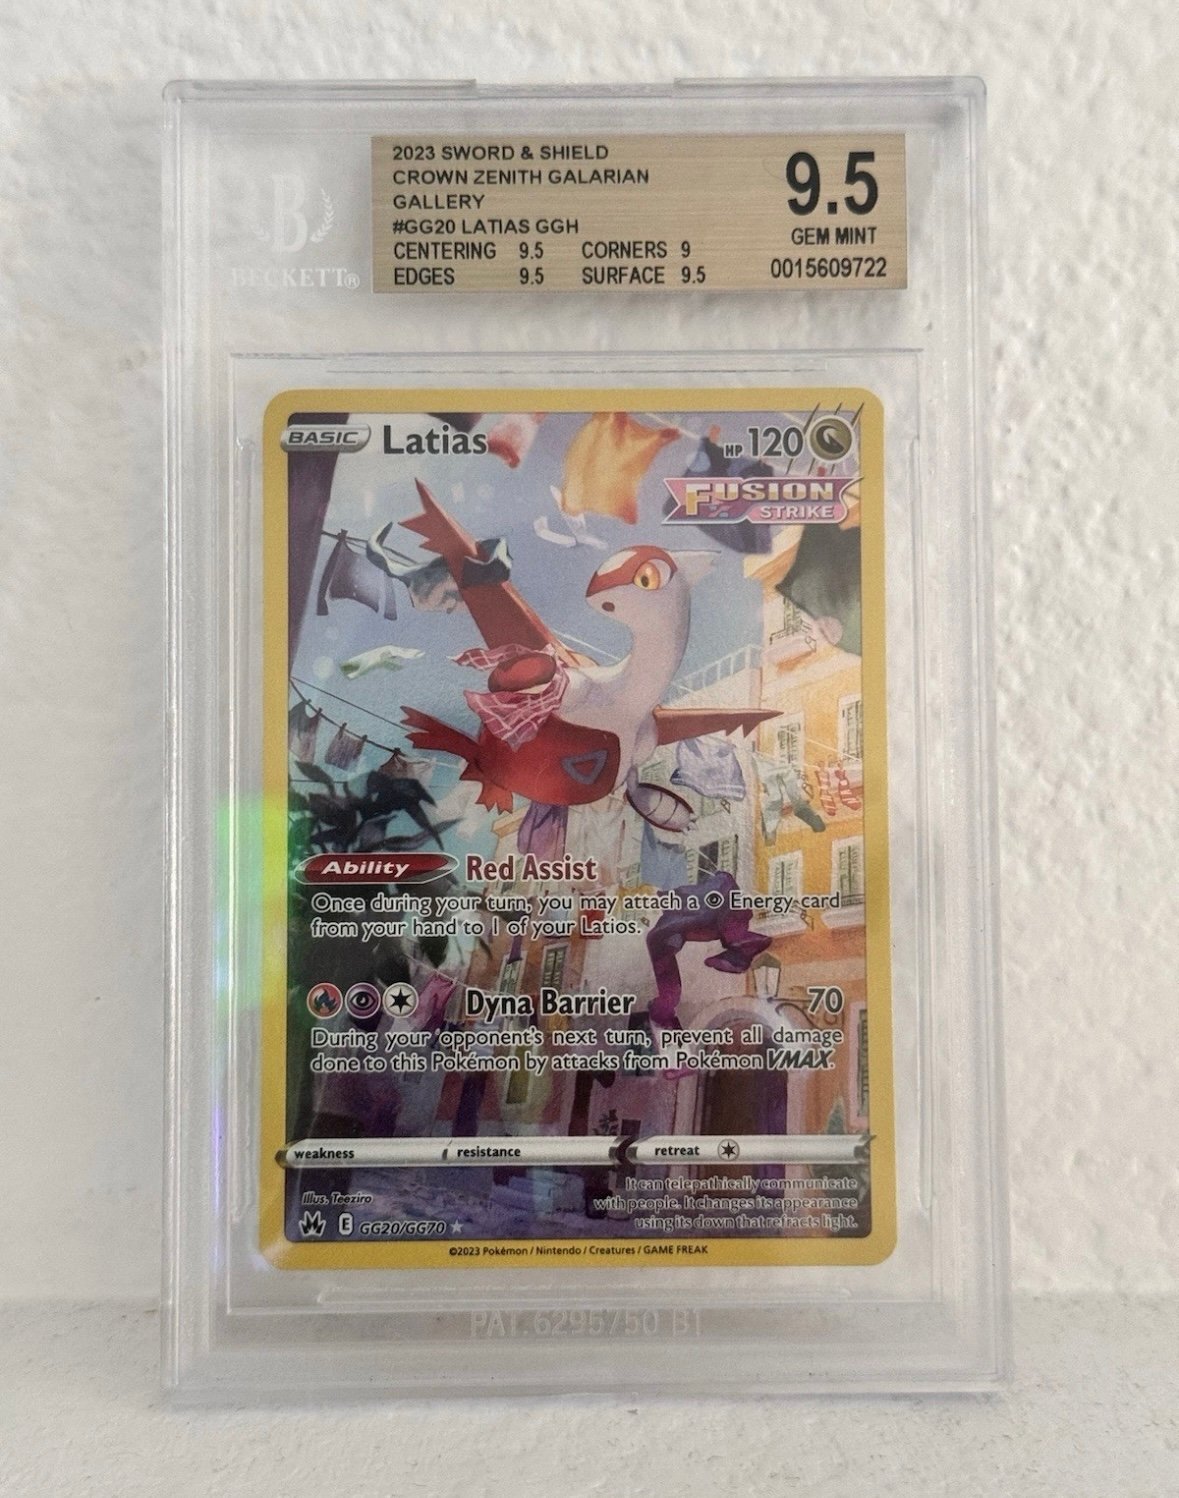 2023 SWORD & SHIELD
CROWN ZENITH GALARIAN
GALLERY
#GG20 LATIAS GGH
CENTERING 9.5 CORNERS 9
EDGES 9.5 SURFACE 9.5
9.5
GEM MINT
0015609722
B
BECKETT®
BASIC Latias HP 120
FUSION
STRIKE
Ability Red Assist
Once during your turn, you may attach a Energy card
from your hand to 1 of your Latios.
Dyna Barrier 70
During your opponent's next turn, prevent all damage
done to this Pokémon by attacks from Pokémon VMAX.
weakness resistance retreat
Illus. Teeziro
E GG20/GG70
It can telepathically communicate
with people. It changes its appearance
using its down that refracts light.
©2023 Pokémon / Nintendo / Creatures / GAME FREAK
PAT. 6295750 B1